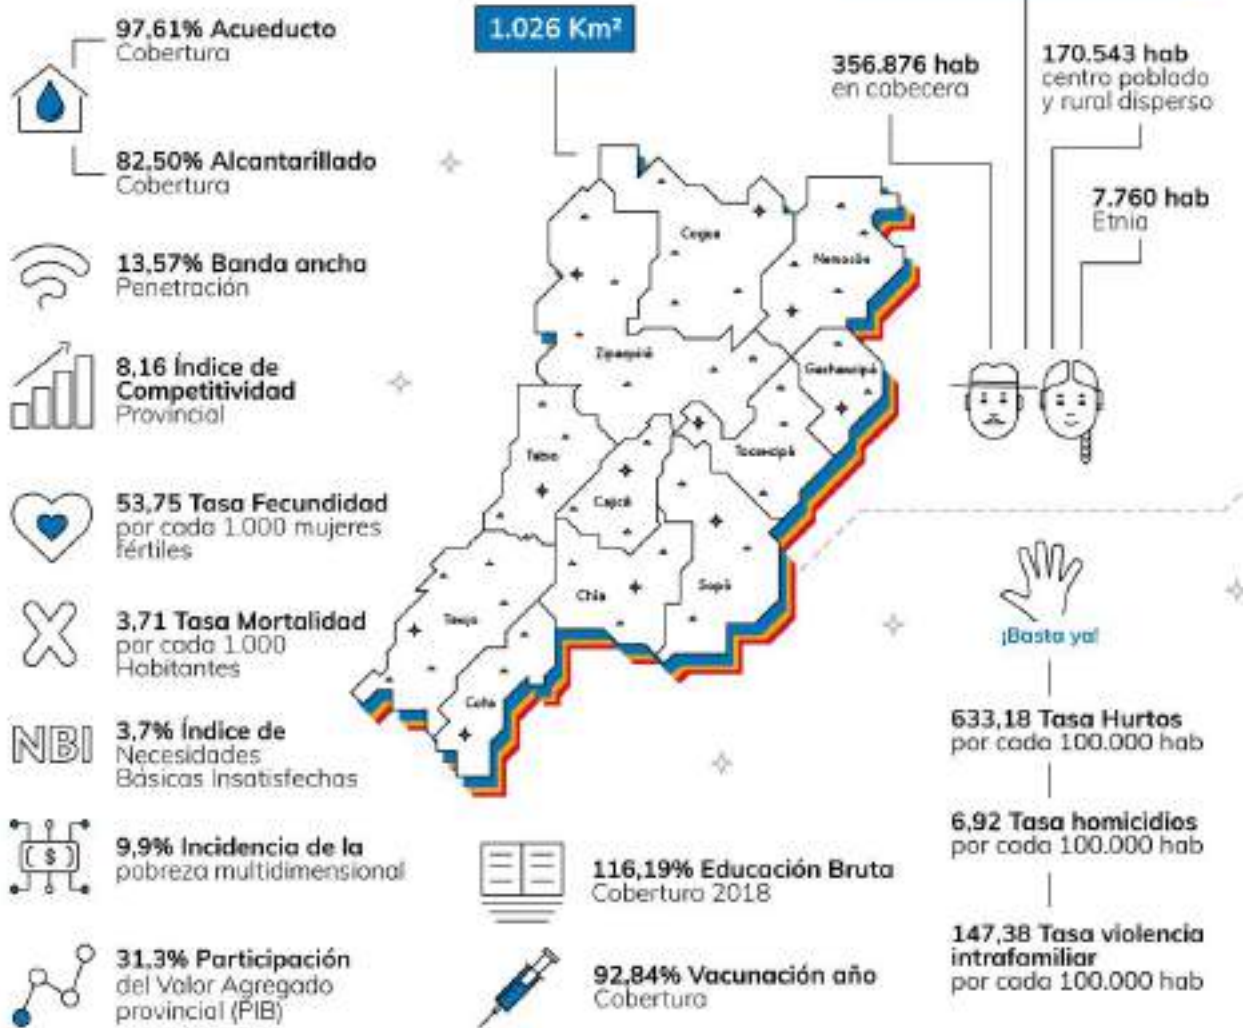 97,61% Acueducto
Cobertura
82,50% Alcantarillado
Cobertura
13,57% Banda ancha
Penetración
8,16 Índice de
Competitividad
Provincial
53,75 Tasa Fecundidad
por cada 1.000 mujeres
fértiles
3,71 Tasa Mortalidad
por cada 1.000
Habitantes
NBI
3,7% Índice de
Necesidades
Básicas Insatisfechas
$
9,9% Incidencia de la
pobreza multidimensional
31,3% Participación
del Valor Agregado
provincial (PIB)
1.026 Km²
Cogua
Nemocón
Zipaquirá
Gachancipá
Tabio
Tocancipá
Cajicá
Sopó
Chía
Tenjo
Cota
116,19% Educación Bruta
Cobertura 2018
92,84% Vacunación año
Cobertura
356.876 hab
en cabecera
170.543 hab
centro poblado
y rural disperso
7.760 hab
Etnia
¡Basta ya!
633,18 Tasa Hurtos
por cada 100.000 hab
6,92 Tasa homicidios
por cada 100.000 hab
147,38 Tasa violencia
intrafamiliar
por cada 100.000 hab